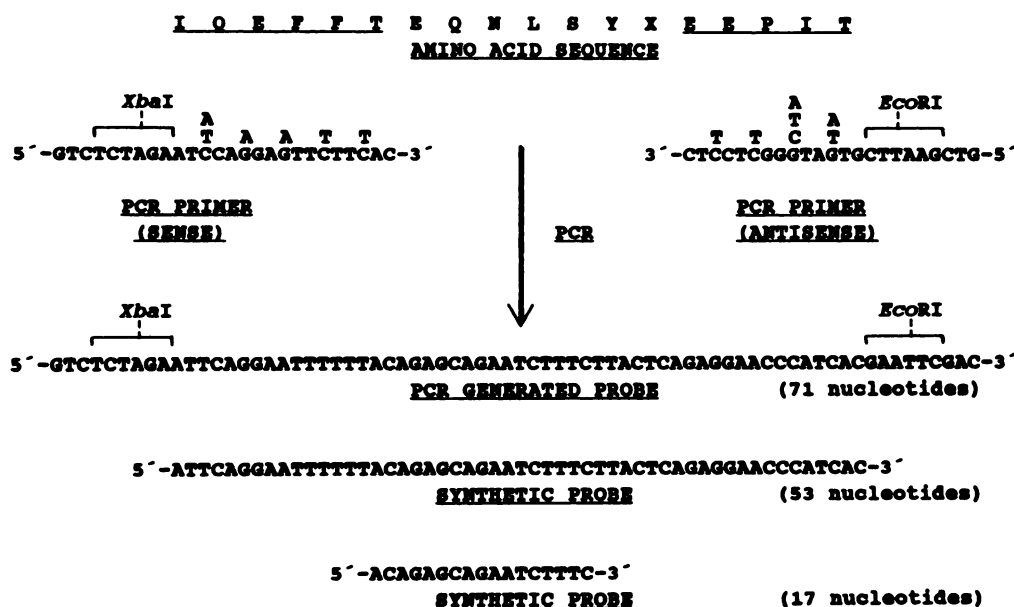 I Q E F F T E Q N L S Y X E E P I T
AMINO ACID SEQUENCE
XbaI
A
T A A T T T
5´-GTCTCTAGAATCCAGGAGTTCTTCAC-3´
PCR PRIMER
(SENSE)
A EcoRI
T A
T T C T
3´-CTCCTCGGGTAGTGCTTAAGCTG-5´
PCR PRIMER
(ANTISENSE)
PCR
XbaI EcoRI
5´-GTCTCTAGAATTCAGGAATTTTTTACAGAGCAGAATCTTTCTTACTCAGAGGAACCCATCACGAATTCGAC-3´
PCR GENERATED PROBE (71 nucleotides)
5´-ATTCAGGAATTTTTTACAGAGCAGAATCTTTCTTACTCAGAGGAACCCATCAC-3´
SYNTHETIC PROBE (53 nucleotides)
5´-ACAGAGCAGAATCTTTC-3´
SYNTHETIC PROBE (17 nucleotides)